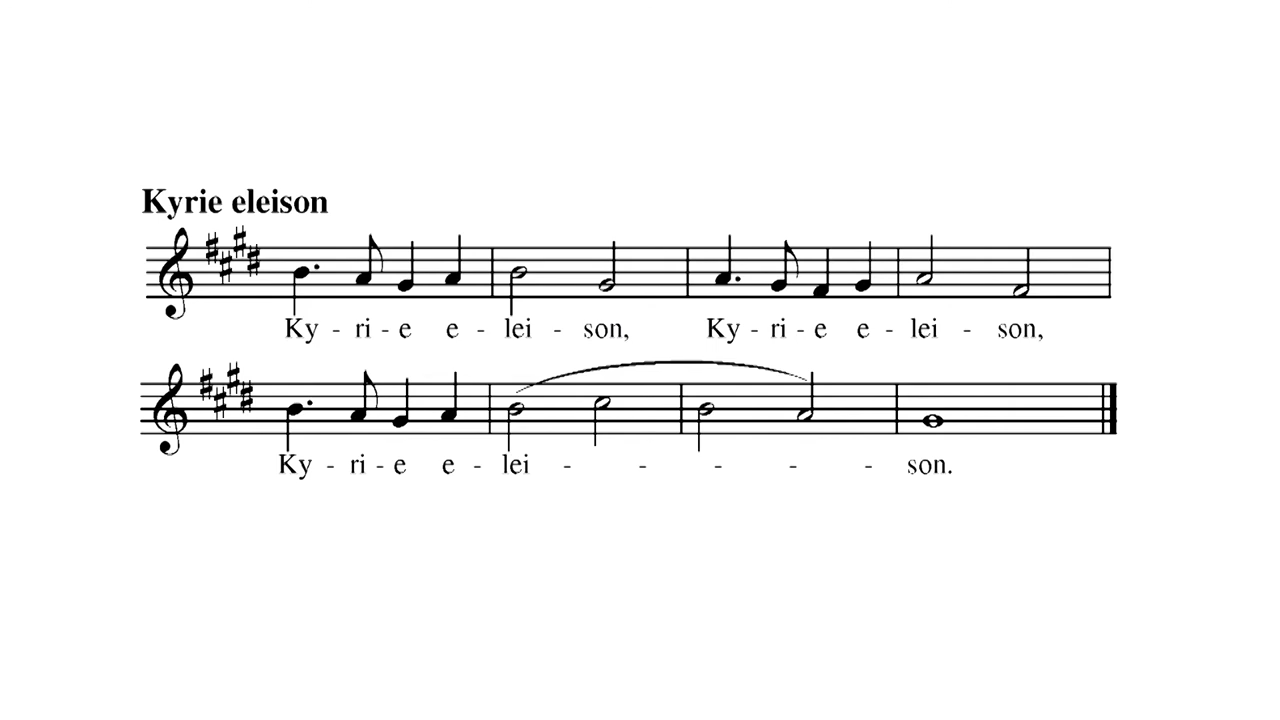 Kyrie eleison
Ky - ri - e e - lei - son, Ky - ri - e e - lei - son,
Ky - ri - e e - lei - - - - - son.